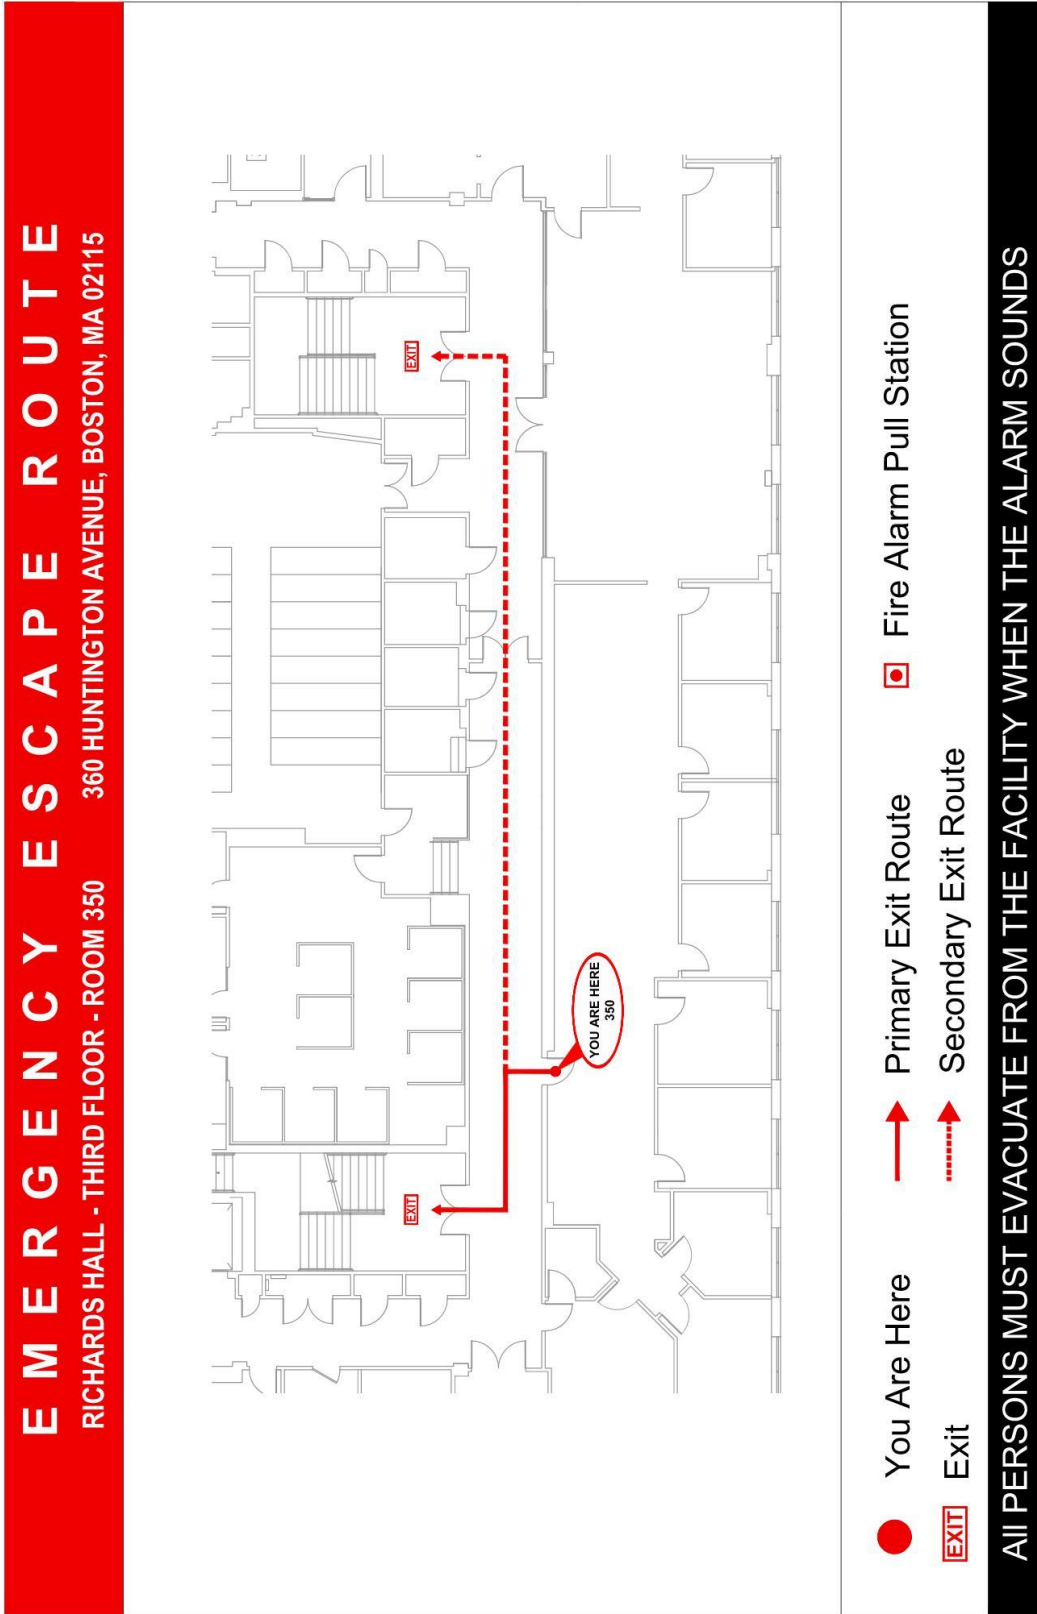 EMERGENCY ESCAPE ROUTE
RICHARDS HALL - THIRD FLOOR - ROOM 350 360 HUNTINGTON AVENUE, BOSTON, MA 02115
EXIT
EXIT
YOU ARE HERE
350
You Are Here
Primary Exit Route
Fire Alarm Pull Station
EXIT Exit
Secondary Exit Route
All PERSONS MUST EVACUATE FROM THE FACILITY WHEN THE ALARM SOUNDS